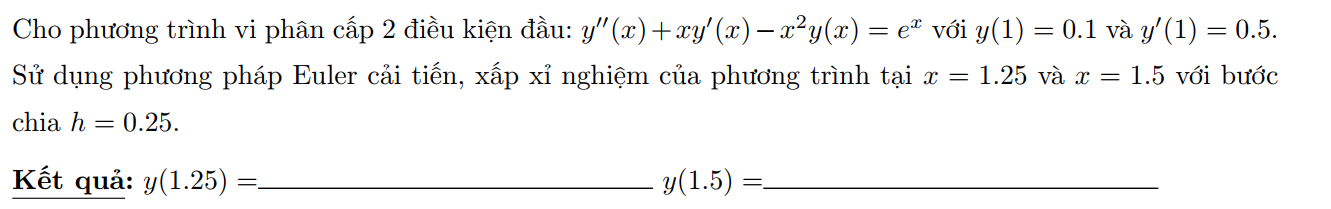 Cho phương trình vi phân cấp 2 điều kiện đầu: y′′(x) + xy′(x) − x²y(x) = eˣ với y(1) = 0.1 và y′(1) = 0.5.
Sử dụng phương pháp Euler cải tiến, xấp xỉ nghiệm của phương trình tại x = 1.25 và x = 1.5 với bước
chia h = 0.25.
Kết quả: y(1.25) =____________________ y(1.5) =____________________